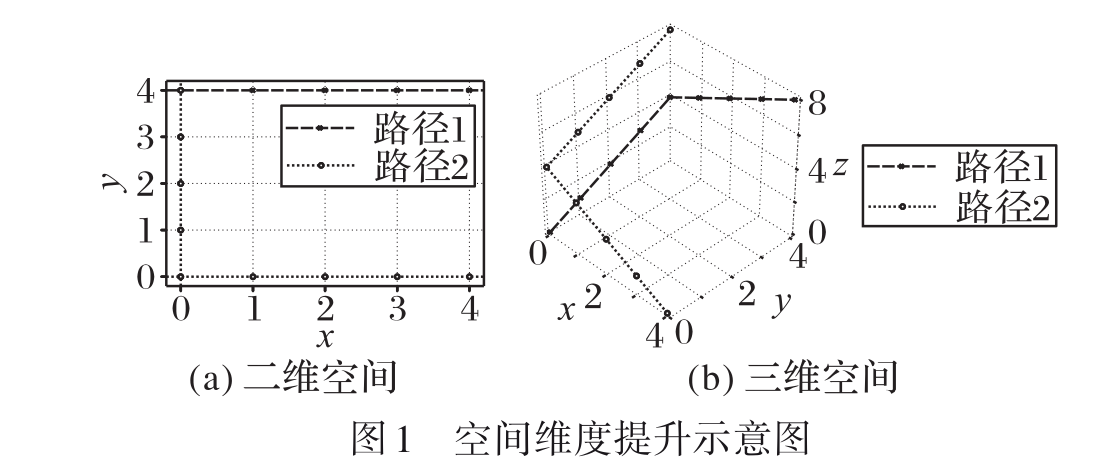 4
3
2
1
0
y
0 1 2 3 4
x
路径1
路径2
(a) 二维空间
8
4 z
0
0 2 4
x
0 2 4
y
路径1
路径2
(b) 三维空间
图1 空间维度提升示意图